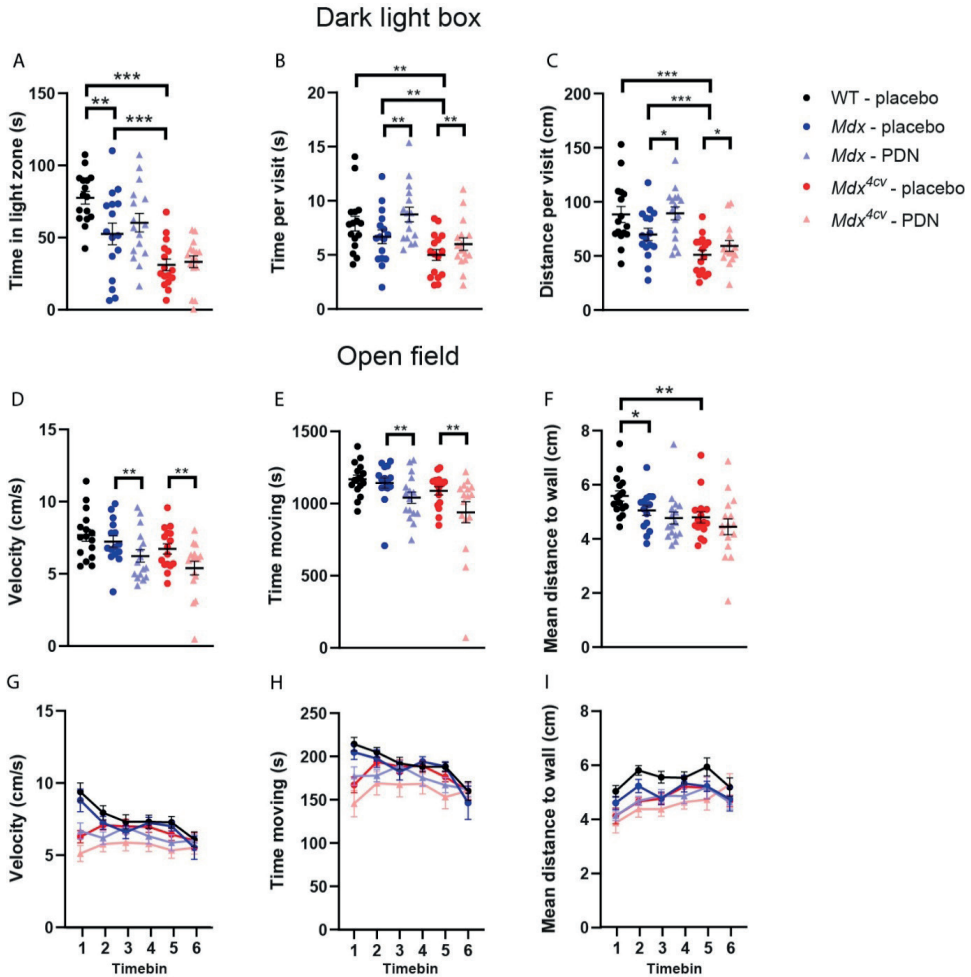 Dark light box
A
B
C
Time in light zone (s)
150
100
50
0
***
**
***
Time per visit (s)
20
15
10
5
0
**
**
**
**
Distance per visit (cm)
200
150
100
50
0
***
***
*
*
WT - placebo
Mdx - placebo
Mdx - PDN
Mdx4cv - placebo
Mdx4cv - PDN
Open field
D
E
F
Velocity (cm/s)
15
10
5
0
**
**
Time moving (s)
1500
1000
500
0
**
**
Mean distance to wall (cm)
8
6
4
2
0
**
*
G
H
I
Velocity (cm/s)
15
10
5
0
1 2 3 4 5 6
Timebin
Time moving (s)
250
200
150
100
50
0
1 2 3 4 5 6
Timebin
Mean distance to wall (cm)
8
6
4
2
0
1 2 3 4 5 6
Timebin